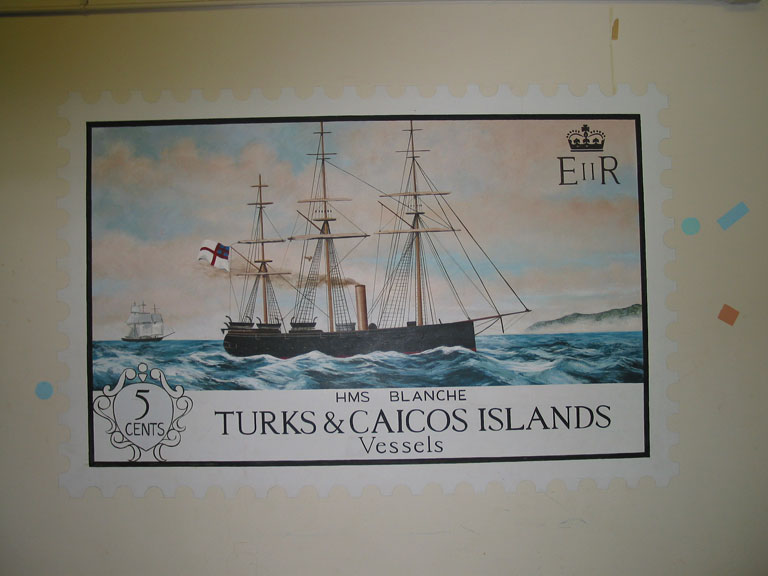 EIIR
HMS BLANCHE
5
CENTS
TURKS & CAICOS ISLANDS
Vessels